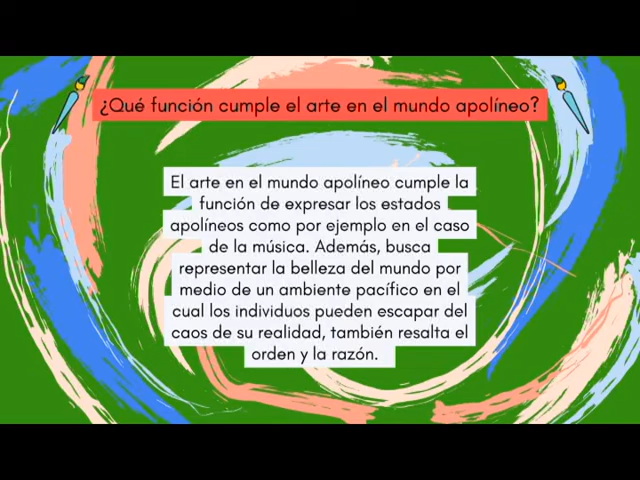 ¿Qué función cumple el arte en el mundo apolíneo?
El arte en el mundo apolíneo cumple la
función de expresar los estados
apolíneos como por ejemplo en el caso
de la música. Además, busca
representar la belleza del mundo por
medio de un ambiente pacífico en el
cual los individuos pueden escapar del
caos de su realidad, también resalta el
orden y la razón.